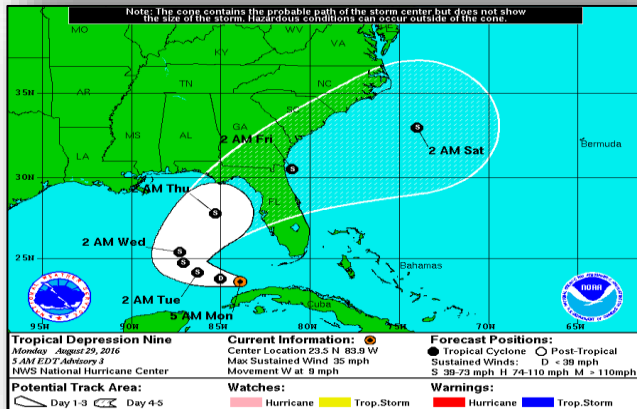 Note: The cone contains the probable path of the storm center but does not show
the size of the storm. Hazardous conditions can occur outside of the cone.
MO
KY
WV
VA
35N
AR
TN
NC
MS
AL
GA
SC
2 AM Fri
2 AM Sat
Bermuda
LA
30N
2 AM Thu
FL
2 AM Wed
25N
Bahamas
2 AM Tue
Cuba
5 AM Mon
NOAA
95W
90W
85W
80W
75W
70W
65W
S
S
S
S
S
S
D
Tropical Depression Nine
Monday August 29, 2016
5 AM EDT Advisory 3
NWS National Hurricane Center
Current Information:
Center Location 23.5 N 83.9 W
Max Sustained Wind 35 mph
Movement W at 9 mph
Forecast Positions:
Tropical Cyclone Post-Tropical
Sustained Winds: D < 39 mph
S 39-73 mph H 74-110 mph M > 110mph
Potential Track Area:
Day 1-3 Day 4-5
Watches:
Hurricane Trop.Storm
Warnings:
Hurricane Trop.Storm